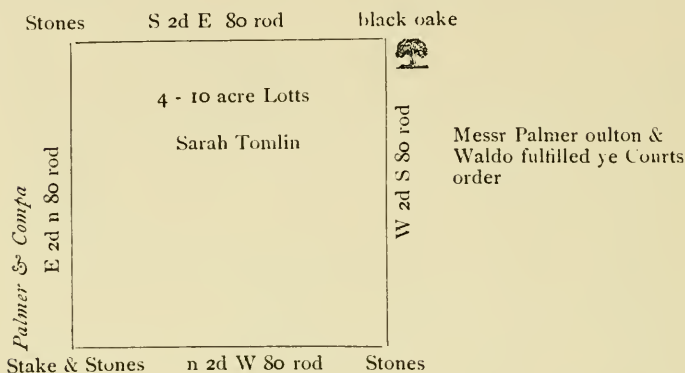 Stones S 2d E 80 rod black oake
4 - 10 acre Lotts
Sarah Tomlin
Palmer & Compa
E 2d n 80 rod
W 2d S 80 rod
Messr Palmer oulton &
Waldo fulfilled ye Courts
order
Stake & Stones n 2d W 80 rod Stones